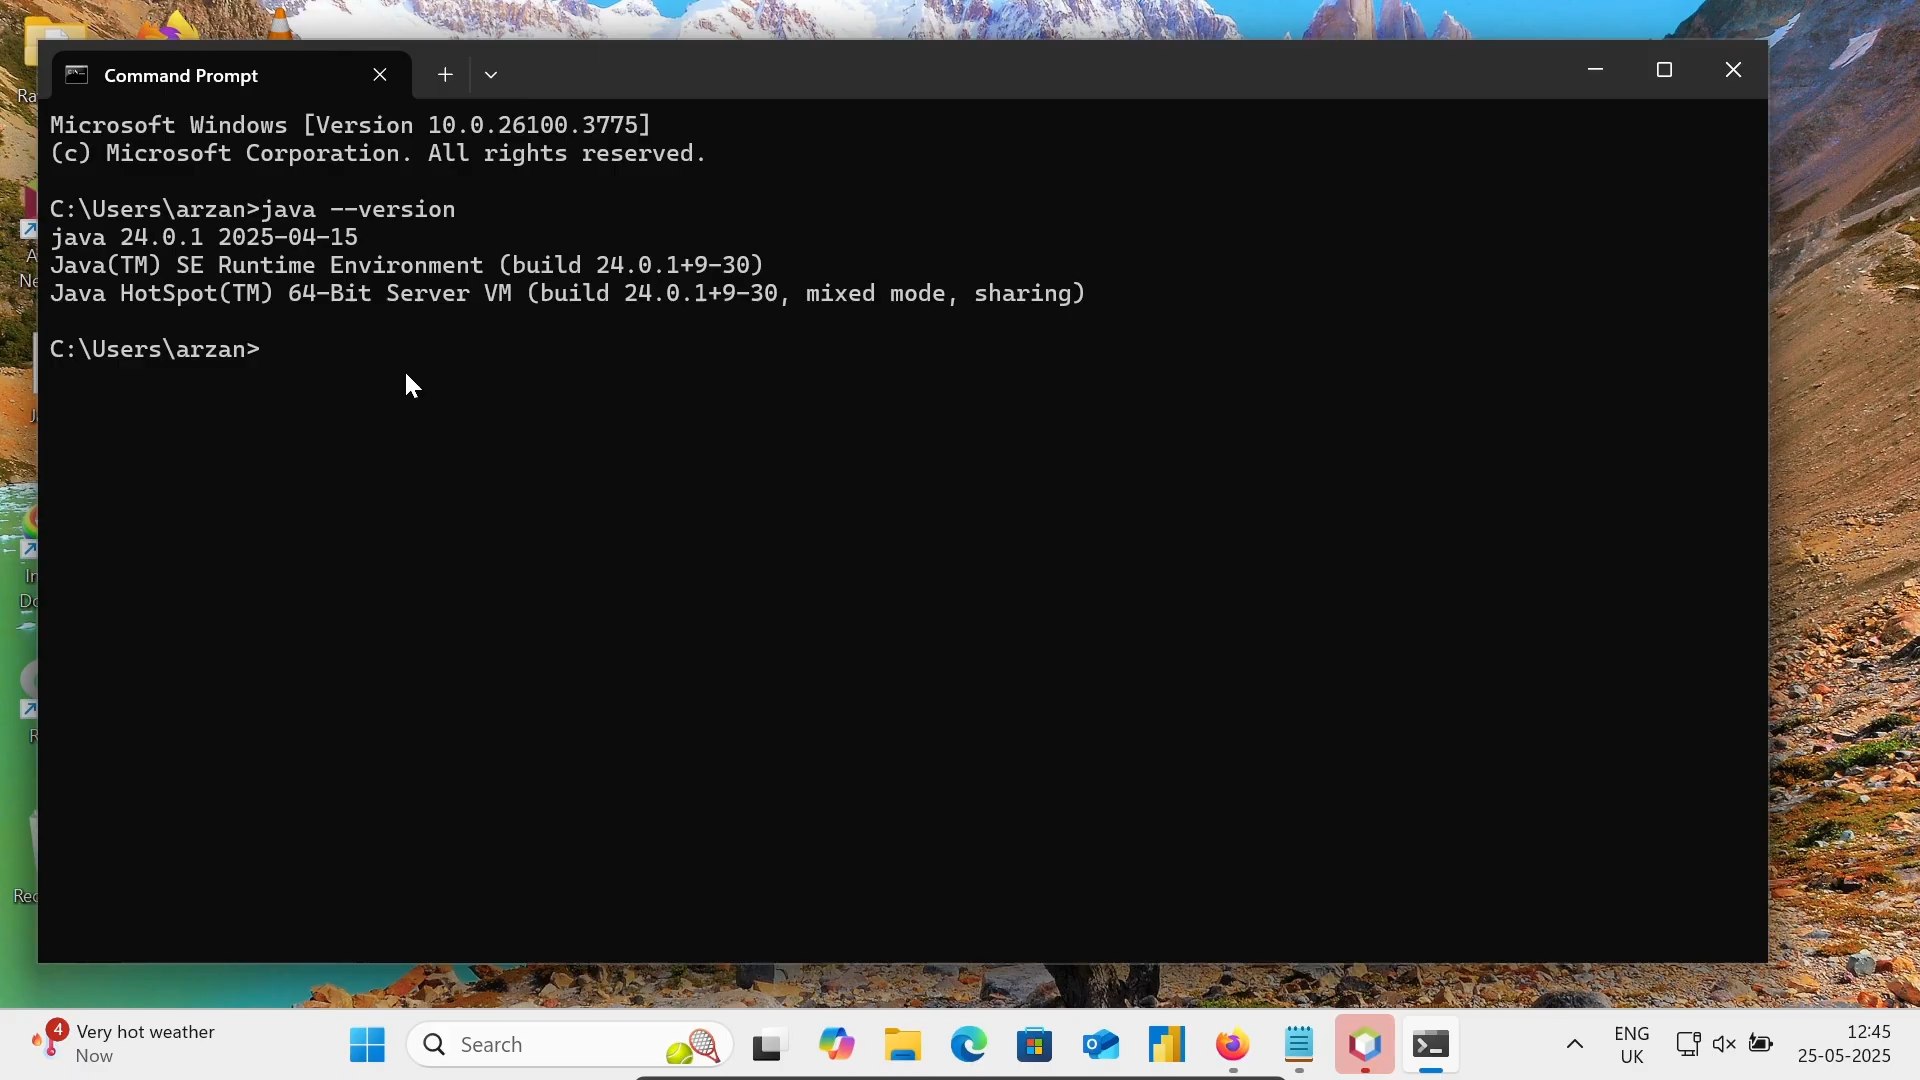 Command Prompt
Microsoft Windows [Version 10.0.26100.3775]
(c) Microsoft Corporation. All rights reserved.
C:\Users\arzan>java --version
java 24.0.1 2025-04-15
Java(TM) SE Runtime Environment (build 24.0.1+9-30)
Java HotSpot(TM) 64-Bit Server VM (build 24.0.1+9-30, mixed mode, sharing)
C:\Users\arzan>
4
Very hot weather
Now
Search
ENG
UK
12:45
25-05-2025